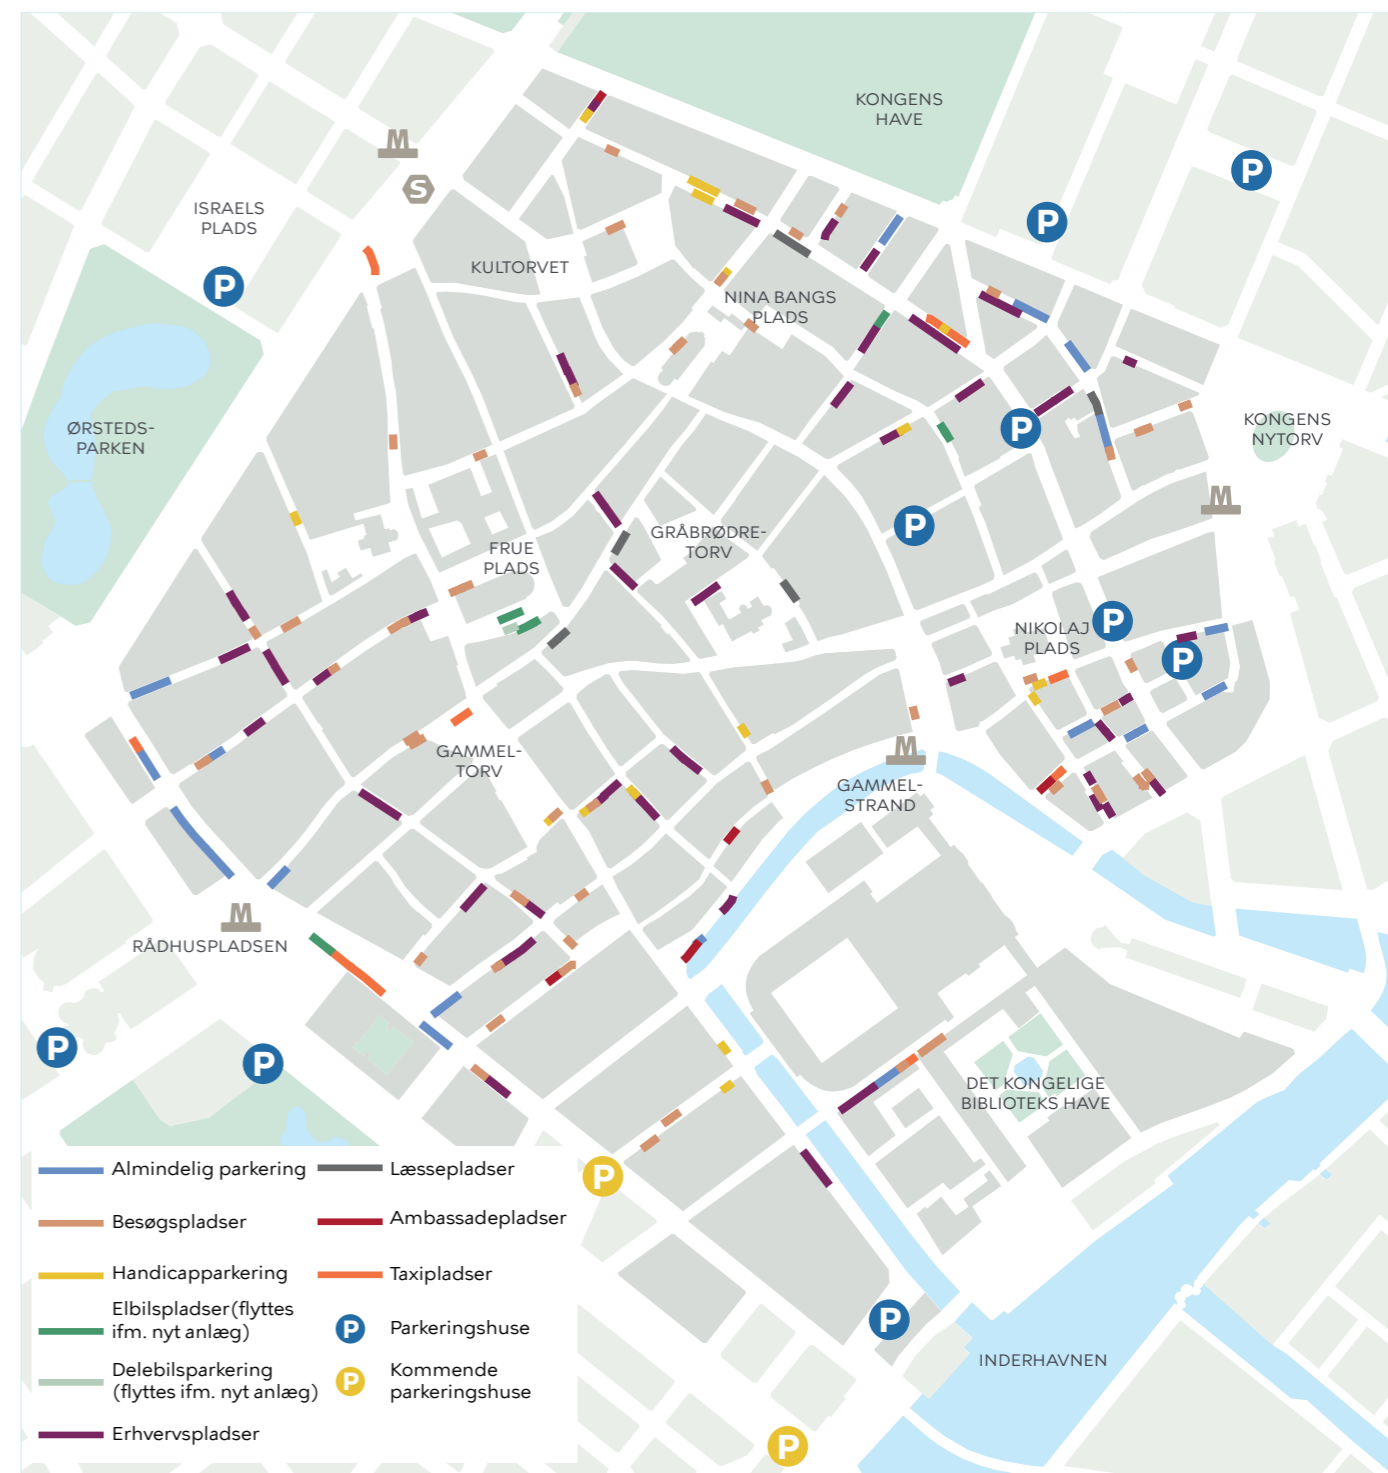 KONGENS
HAVE
M
P
S
ISRAELS
PLADS
P
KULTORVET
P
NINA BANGS
PLADS
ØRSTEDS-
PARKEN
P
KONGENS
NYTORV
M
P
GRÅBRØDRE-
TORV
FRUE
PLADS
NIKOLAJ
PLADS
P
P
GAMMEL-
TORV
M
GAMMEL-
STRAND
M
RÅDHUSPLADSEN
P
P
DET KONGELIGE
BIBLIOTEKS HAVE
P
P
INDERHAVNEN
P
Almindelig parkering
Besøgspladser
Handicapparkering
Elbilspladser(flyttes
ifm. nyt anlæg)
Delebilsparkering
(flyttes ifm. nyt anlæg)
Erhvervspladser
Læssepladser
Ambassadepladser
Taxipladser
P Parkeringshuse
P Kommende
parkeringshuse